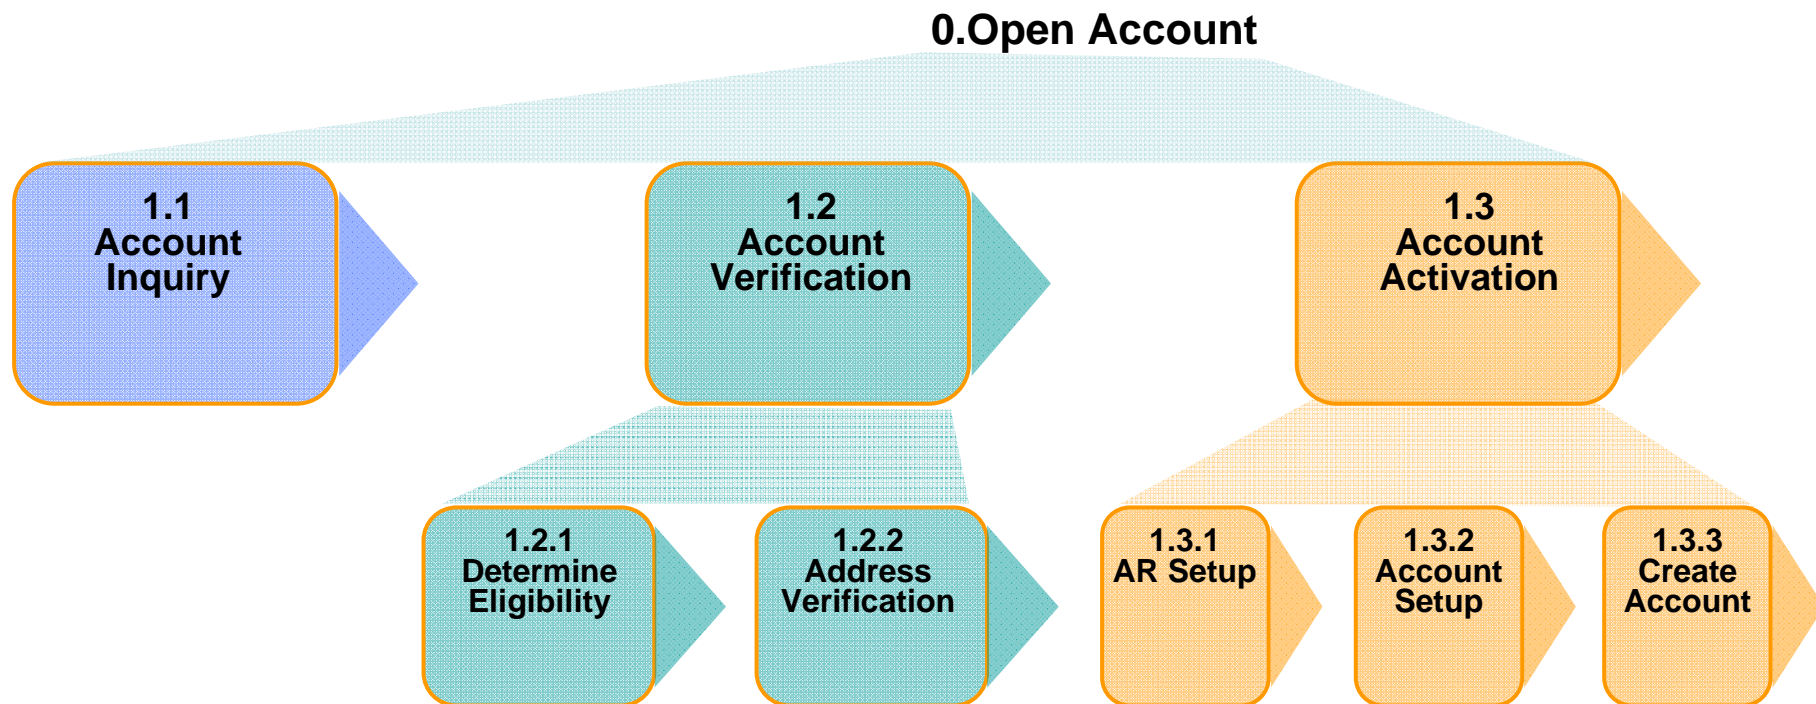 0.Open Account
1.1
Account
Inquiry
1.2
Account
Verification
1.3
Account
Activation
1.2.1
Determine
Eligibility
1.2.2
Address
Verification
1.3.1
AR Setup
1.3.2
Account
Setup
1.3.3
Create
Account